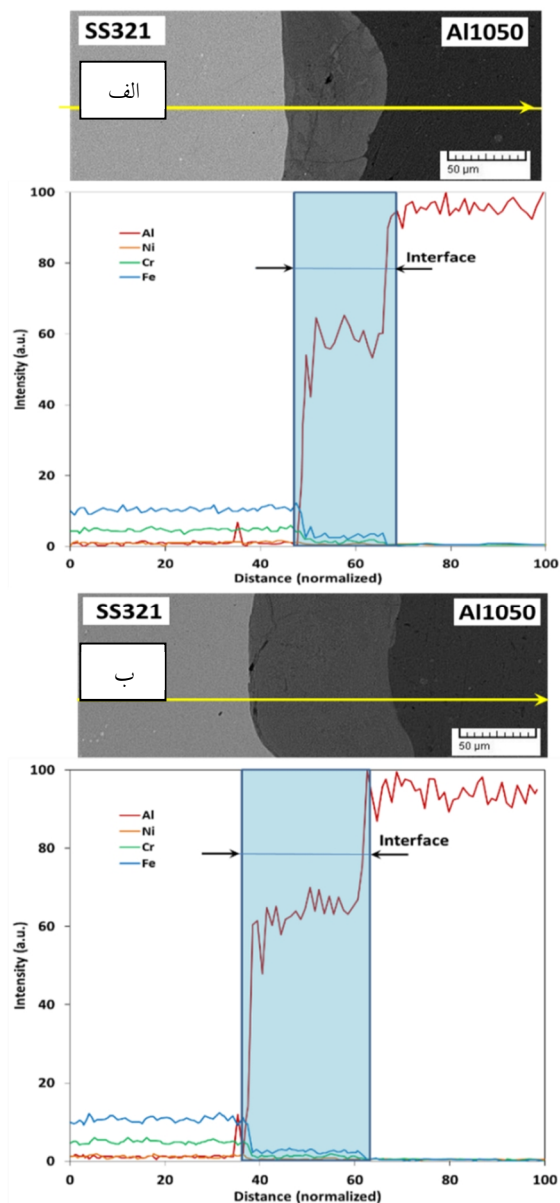 SS321 Al1050
الف
50 µm
100
80
60
40
20
0
Al
Ni
Cr
Fe
Interface
Intensity (a.u.)
0 20 40 60 80 100
Distance (normalized)
SS321 Al1050
ب
50 µm
100
80
60
40
20
0
Al
Ni
Cr
Fe
Interface
Intensity (a.u.)
0 20 40 60 80 100
Distance (normalized)